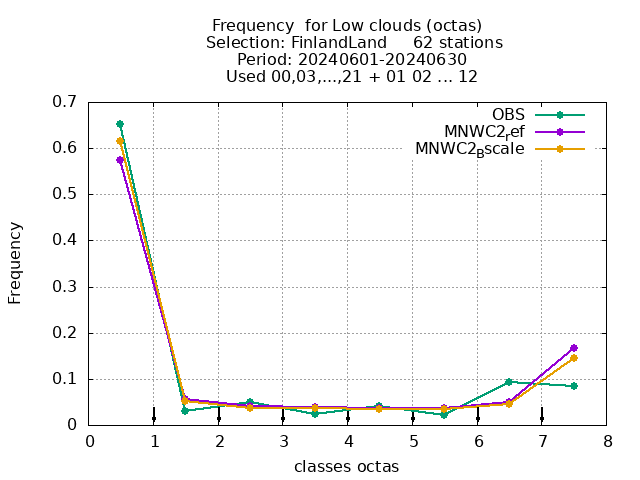 Frequency  for Low clouds (octas)
Selection: FinlandLand     62 stations
Period: 20240601-20240630
Used 00,03,...,21 + 01 02 ... 12
OBS
MNWC2ref
MNWC2Bscale
0.7
0.6
0.5
0.4
0.3
0.2
0.1
0
Frequency
0 1 2 3 4 5 6 7 8
classes octas